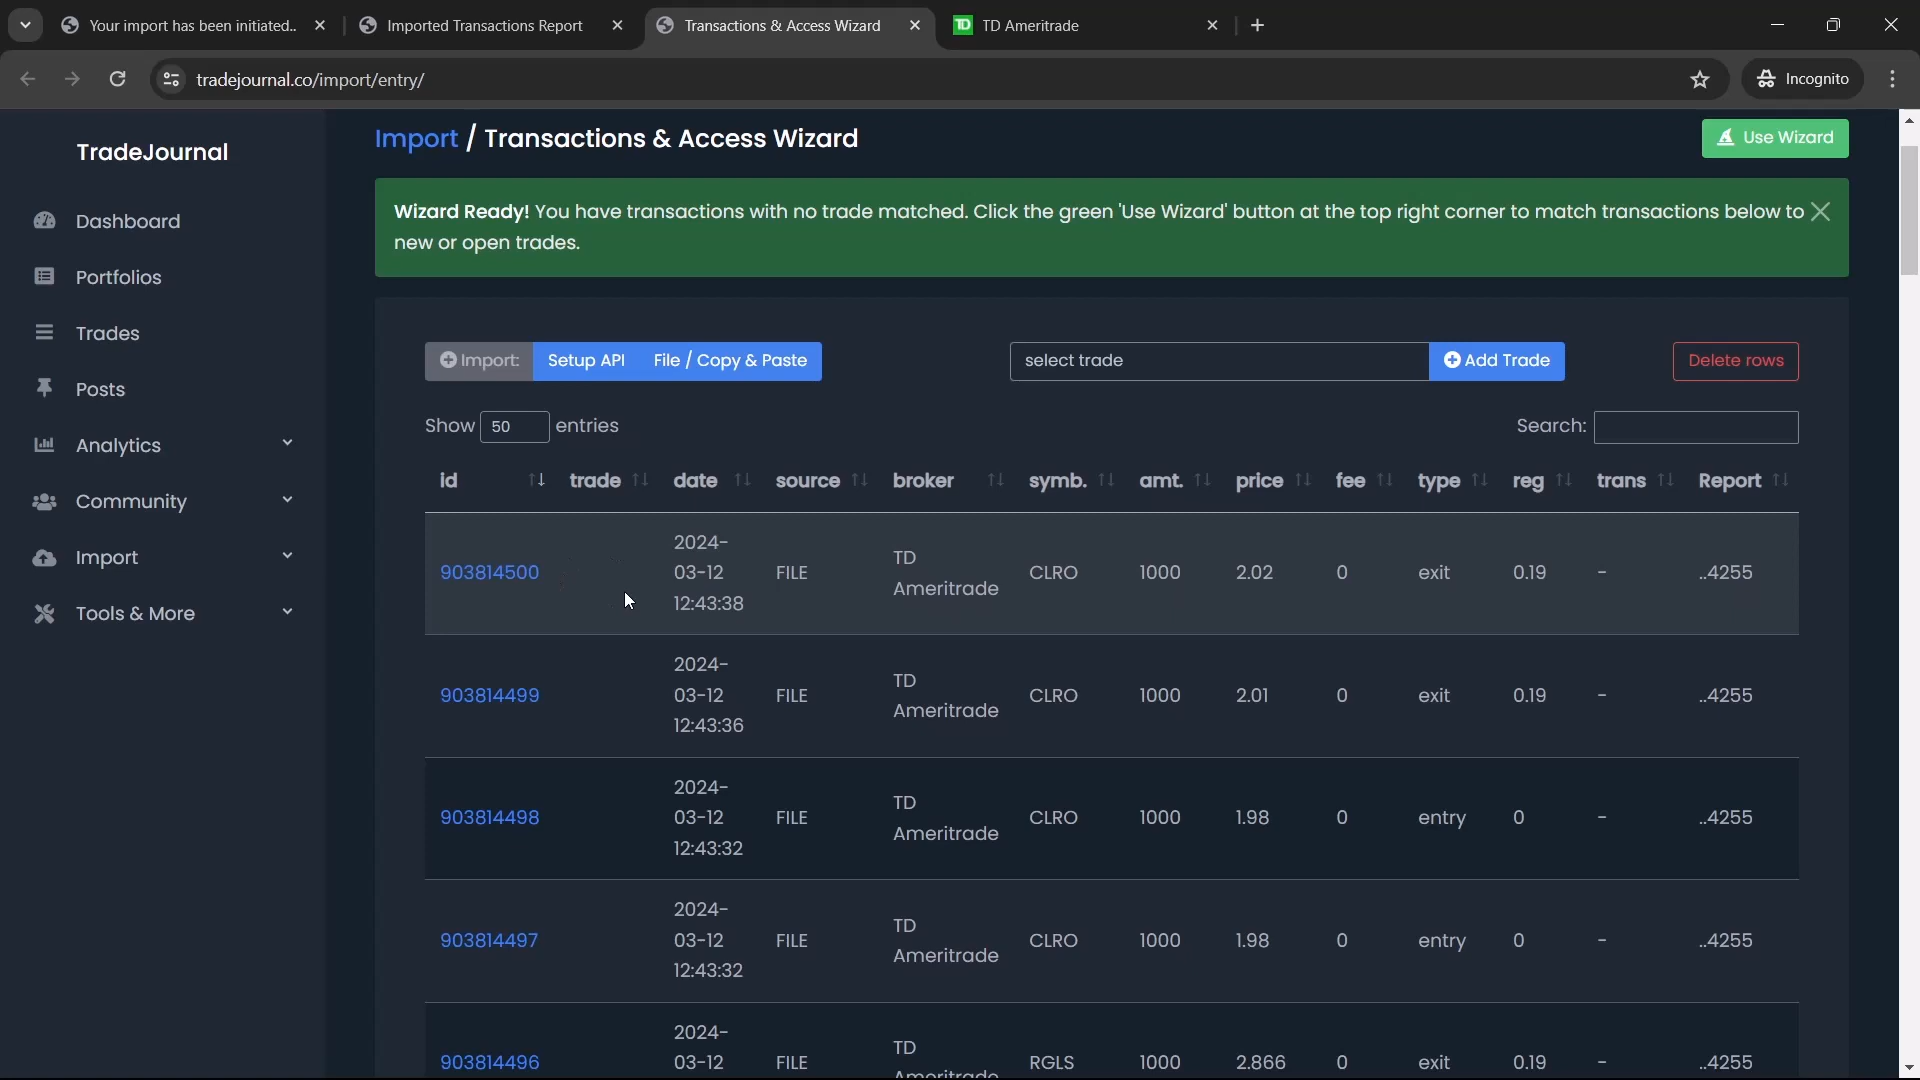 Your import has been initiated..
Imported Transactions Report
Transactions & Access Wizard
TD Ameritrade
tradejournal.co/import/entry/
Incognito
TradeJournal
Dashboard
Portfolios
Trades
Posts
Analytics
Community
Import
Tools & More
Import / Transactions & Access Wizard
Use Wizard
Wizard Ready! You have transactions with no trade matched. Click the green 'Use Wizard' button at the top right corner to match transactions below to
new or open trades.
Import: Setup API File / Copy & Paste
select trade
Add Trade
Delete rows
Show 50 entries
Search:
id trade date source broker symb. amt. price fee type reg trans Report
903814500 2024-03-12 12:43:38 FILE TD Ameritrade CLRO 1000 2.02 0 exit 0.19 - ..4255
903814499 2024-03-12 12:43:36 FILE TD Ameritrade CLRO 1000 2.01 0 exit 0.19 - ..4255
903814498 2024-03-12 12:43:32 FILE TD Ameritrade CLRO 1000 1.98 0 entry 0 - ..4255
903814497 2024-03-12 12:43:32 FILE TD Ameritrade CLRO 1000 1.98 0 entry 0 - ..4255
903814496 2024-03-12 FILE TD Ameritrade RGLS 1000 2.866 0 exit 0.19 - ..4255